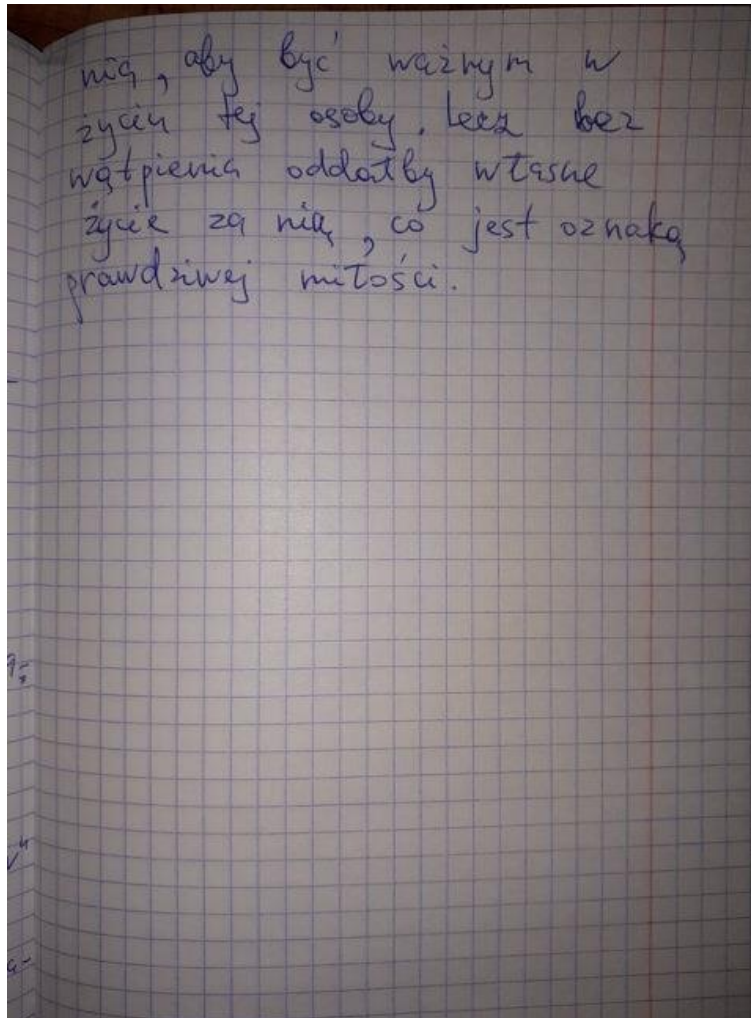 nią, aby być ważnym w
życiu tej osoby. Lecz bez
wątpienia oddałby własne
życie za nią, co jest oznaką
prawdziwej miłości.